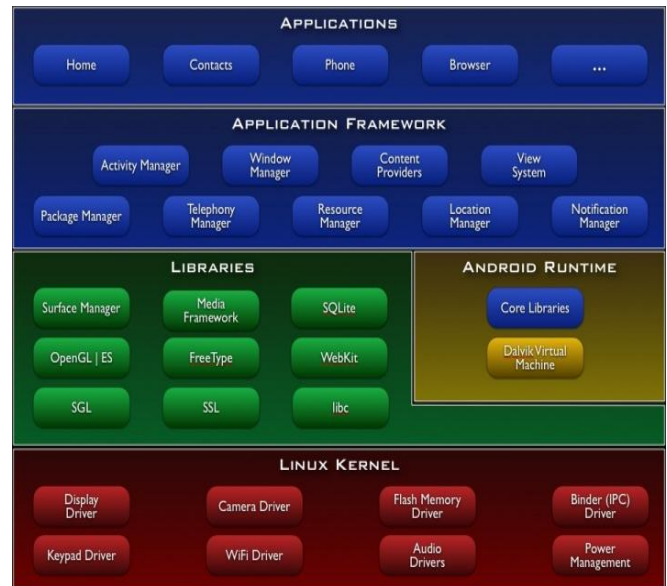 APPLICATIONS
Home
Contacts
Phone
Browser
...
APPLICATION FRAMEWORK
Activity Manager
Window
Manager
Content
Providers
View
System
Package Manager
Telephony
Manager
Resource
Manager
Location
Manager
Notification
Manager
LIBRARIES
Surface Manager
Media
Framework
SQLite
OpenGL | ES
FreeType
WebKit
SGL
SSL
libc
ANDROID RUNTIME
Core Libraries
Dalvik Virtual
Machine
LINUX KERNEL
Display
Driver
Camera Driver
Flash Memory
Driver
Binder (IPC)
Driver
Keypad Driver
WiFi Driver
Audio
Drivers
Power
Management